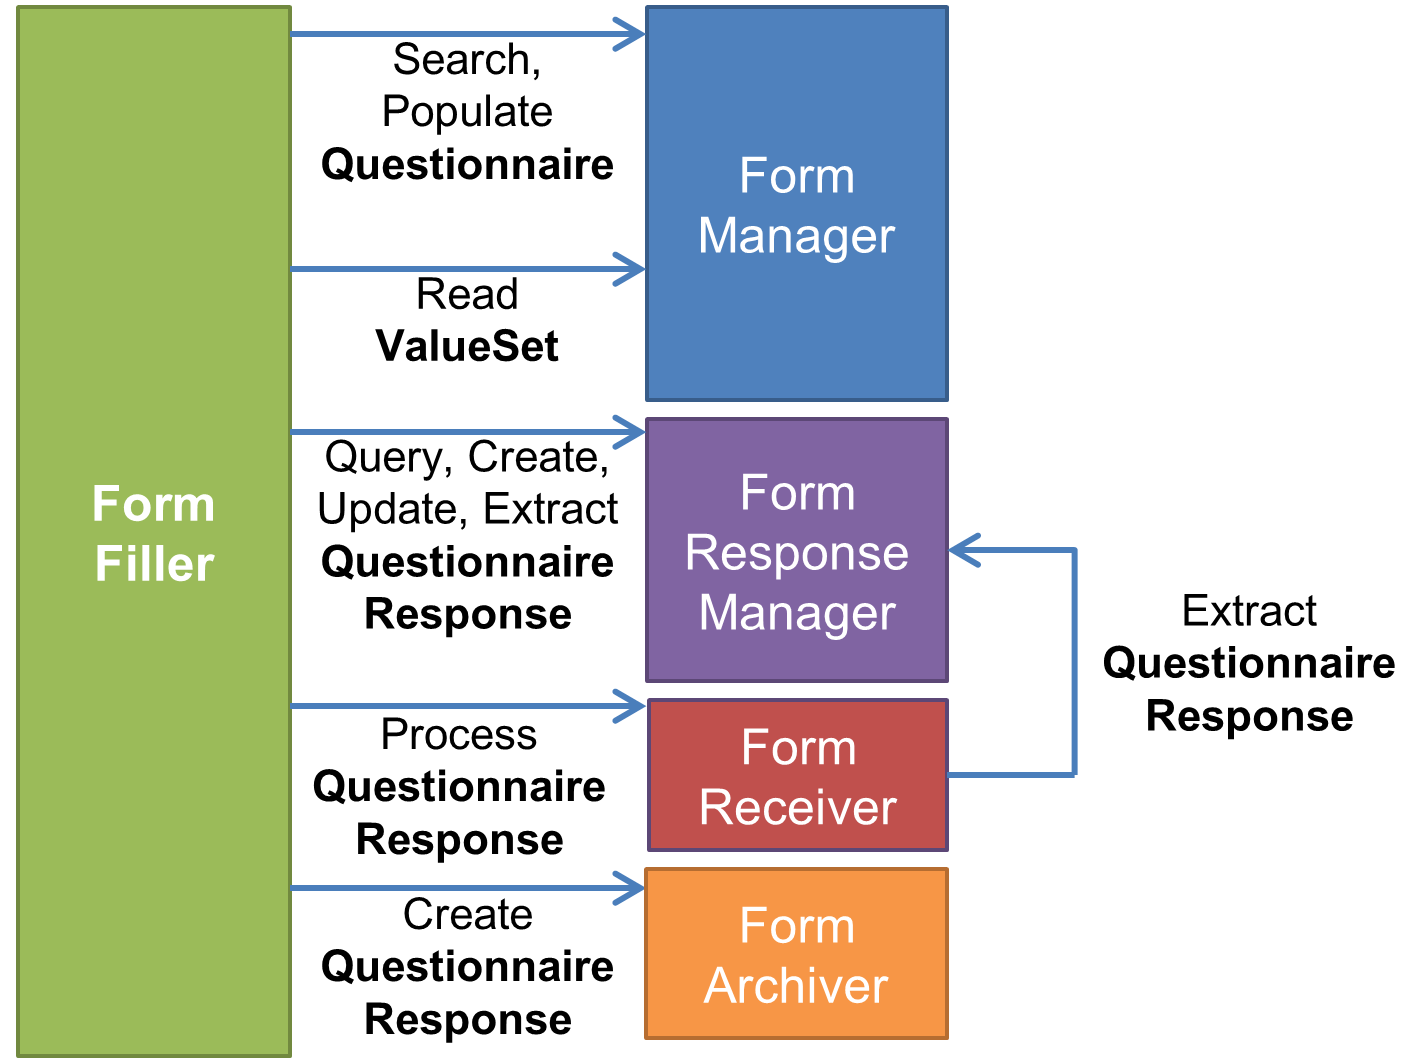 Form
Filler
Search,
Populate
Questionnaire
Read
ValueSet
Query, Create,
Update, Extract
Questionnaire
Response
Process
Questionnaire
Response
Create
Questionnaire
Response
Form
Manager
Form
Response
Manager
Form
Receiver
Form
Archiver
Extract
Questionnaire
Response